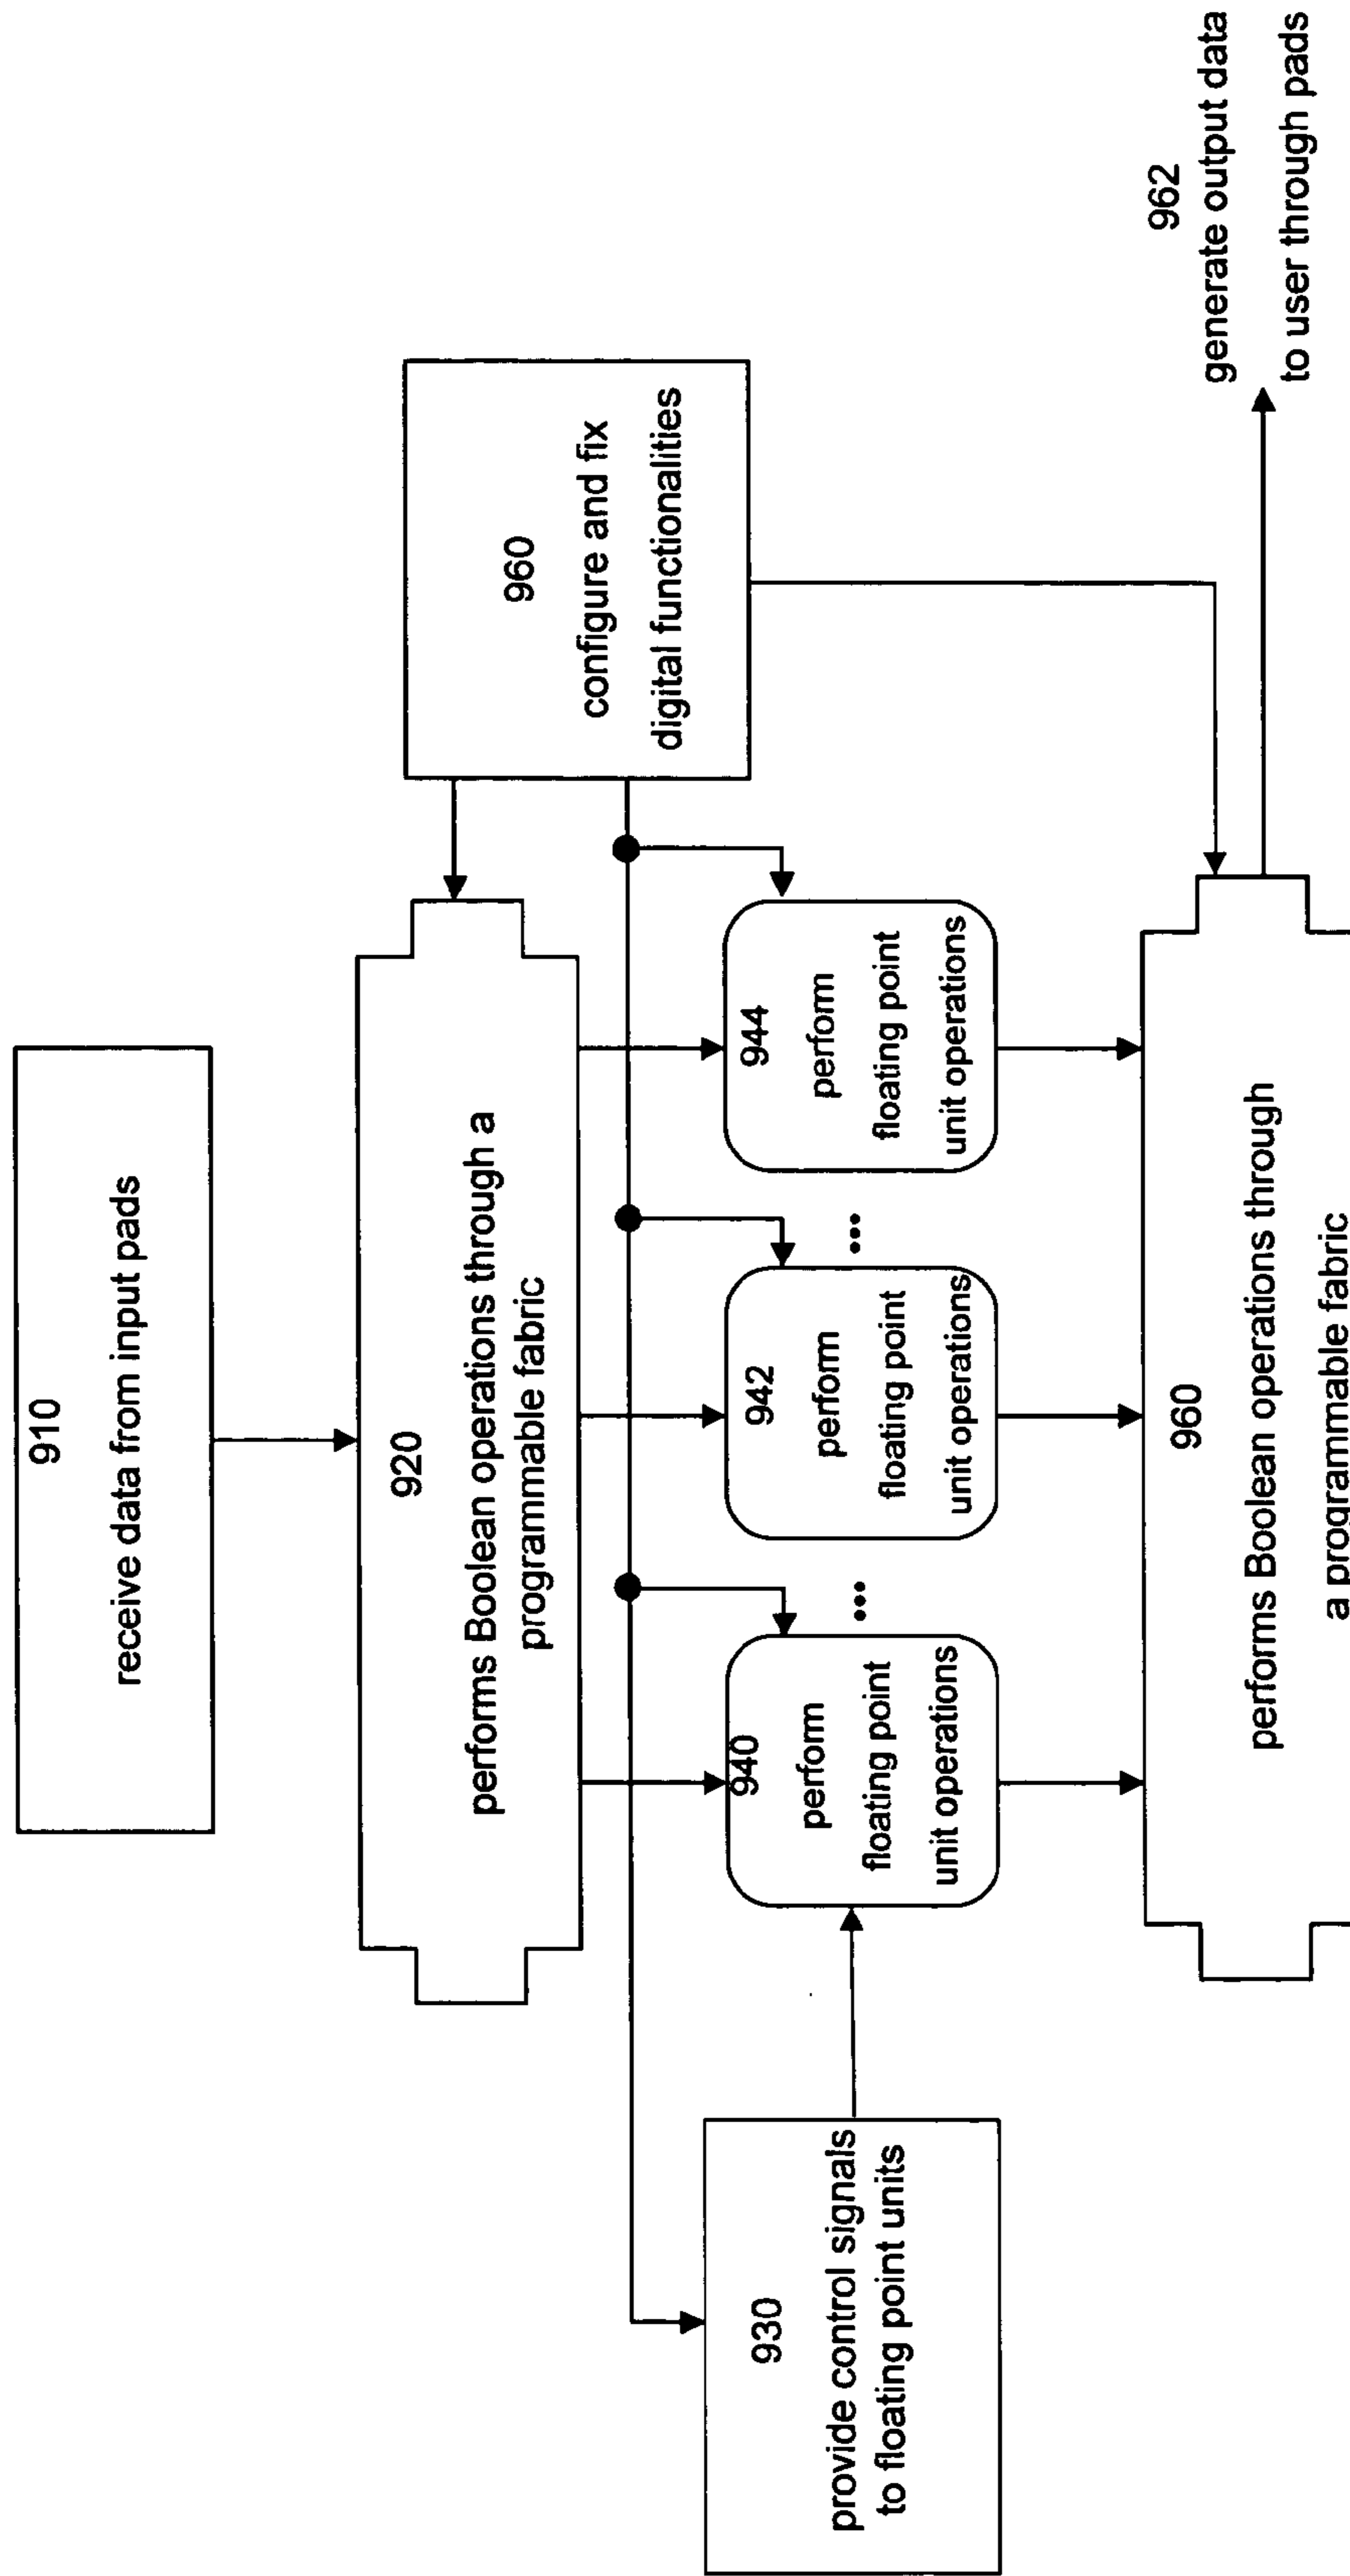 910
receive data from input pads
920
performs Boolean operations through a
programmable fabric
960
configure and fix
digital functionalities
930
provide control signals
to floating point units
940
perform
floating point
unit operations
...
942
perform
floating point
unit operations
...
944
perform
floating point
unit operations
960
performs Boolean operations through
a programmable fabric
962
generate output data
to user through pads